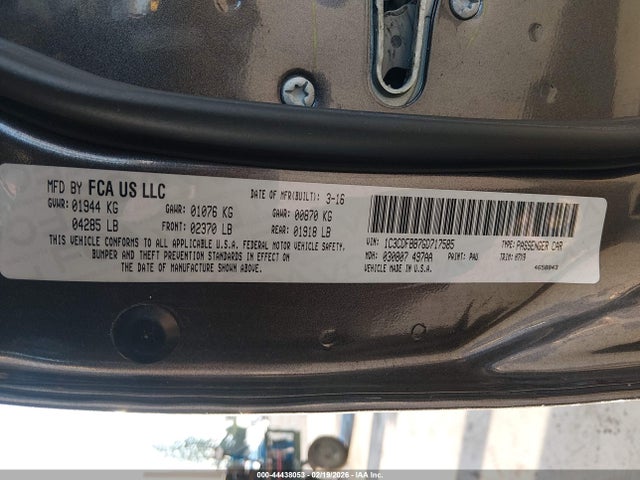 MFD BY FCA US LLC DATE OF MFR(BUILT): 3-16
GVWR: 01944 KG GAWR: 01076 KG GAWR: 00870 KG
04285 LB FRONT: 02370 LB REAR: 01918 LB
THIS VEHICLE CONFORMS TO ALL APPLICABLE U.S.A. FEDERAL MOTOR VEHICLE SAFETY,
BUMPER AND THEFT PREVENTION STANDARDS IN EFFECT ON
THE DATE OF MANUFACTURE SHOWN ABOVE.
VIN: 1C3CDFBB7GD717585 TYPE: PASSENGER CAR
MDH: 030807 497AA PAINT: PAU TRIM: 07X9
VEHICLE MADE IN U.S.A. 4650843
000-44438053 - 02/19/2026 - IAA Inc.